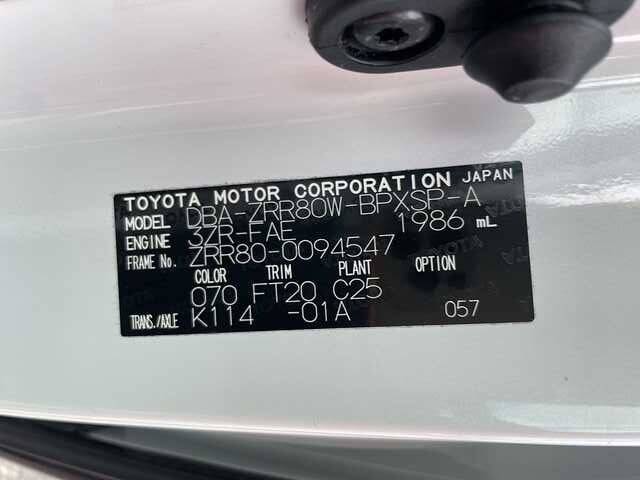 TOYOTA MOTOR CORPORATION JAPAN
MODEL DBA-ZRR80W-BPXSP-A
ENGINE 3ZR-FAE 1986 mL
FRAME No. ZRR80-0094547
COLOR TRIM PLANT OPTION
070 FT20 C25
TRANS./AXLE K114 -01A 057